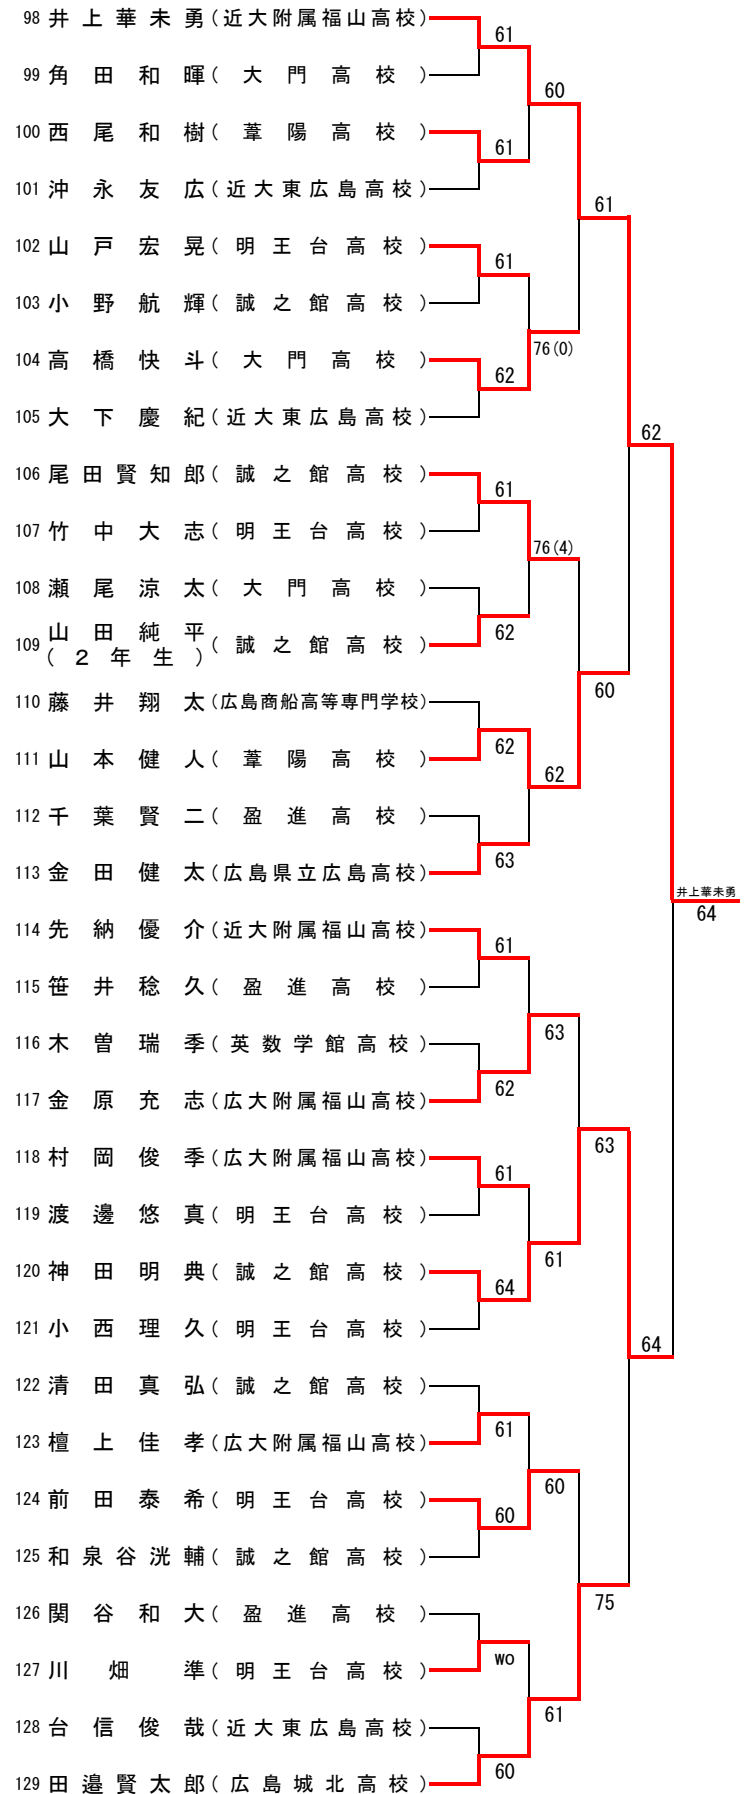 98 井上華未勇(近大附属福山高校)
61
99 角田和暉(大門高校)
60
100 西尾和樹(葦陽高校)
61
101 沖永友広(近大東広島高校)
61
102 山戸宏晃(明王台高校)
61
103 小野航輝(誠之館高校)
76(0)
104 高橋快斗(大門高校)
62
105 大下慶紀(近大東広島高校)
62
106 尾田賢知郎(誠之館高校)
61
107 竹中大志(明王台高校)
76(4)
108 瀬尾涼太(大門高校)
62
109 山田純平(2年生)(誠之館高校)
60
110 藤井翔太(広島商船高等専門学校)
62
111 山本健人(葦陽高校)
62
112 千葉賢二(盈進高校)
63
113 金田健太(広島県立広島高校)
井上華未勇
64
114 先納優介(近大附属福山高校)
61
115 笹井稔久(盈進高校)
63
116 木曽瑞季(英数学館高校)
62
117 金原充志(広大附属福山高校)
63
118 村岡俊季(広大附属福山高校)
61
119 渡邊悠真(明王台高校)
61
120 神田明典(誠之館高校)
64
121 小西理久(明王台高校)
64
122 清田真弘(誠之館高校)
61
123 檀上佳孝(広大附属福山高校)
60
124 前田泰希(明王台高校)
60
125 和泉谷洸輔(誠之館高校)
75
126 関谷和大(盈進高校)
wo
127 川畑準(明王台高校)
61
128 台信俊哉(近大東広島高校)
60
129 田邉賢太郎(広島城北高校)